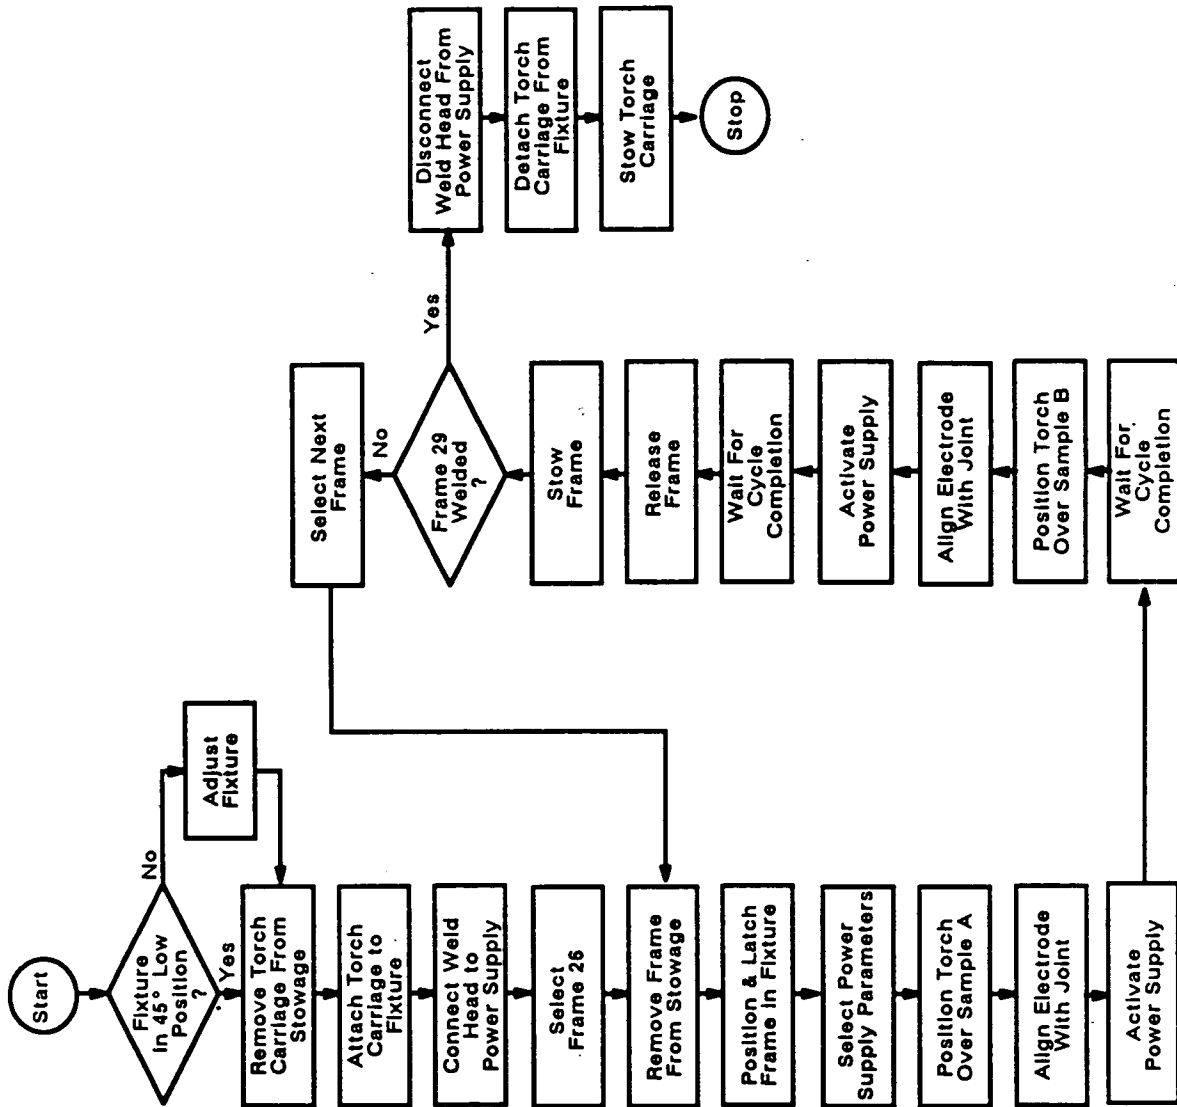 Start
Fixture
In 45° Low
Position
?
No
Adjust
Fixture
Yes
Remove Torch
Carriage From
Stowage
Attach Torch
Carriage to
Fixture
Connect Weld
Head to
Power Supply
Select
Frame 26
Remove Frame
From Stowage
Position & Latch
Frame in Fixture
Select Power
Supply Parameters
Position Torch
Over Sample A
Align Electrode
With Joint
Activate
Power Supply
Wait For
Cycle
Completion
Position Torch
Over Sample B
Align Electrode
With Joint
Activate
Power Supply
Wait For
Cycle
Completion
Release
Frame
Stow
Frame
Frame 29
Welded
?
No
Select Next
Frame
Yes
Disconnect
Weld Head From
Power Supply
Detach Torch
Carriage From
Fixture
Stow Torch
Carriage
Stop